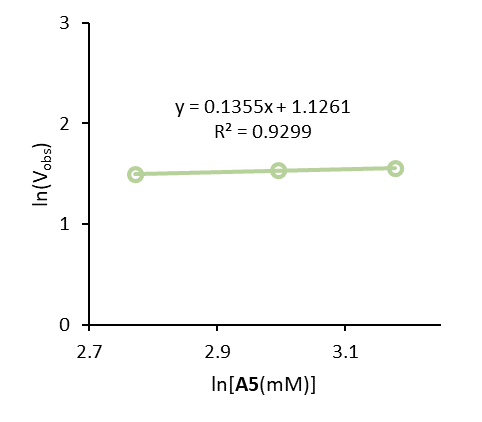 3
y = 0.1355x + 1.1261
R² = 0.9299
2
ln(Vobs)
1
0
2.7 2.9 3.1
ln[A5(mM)]